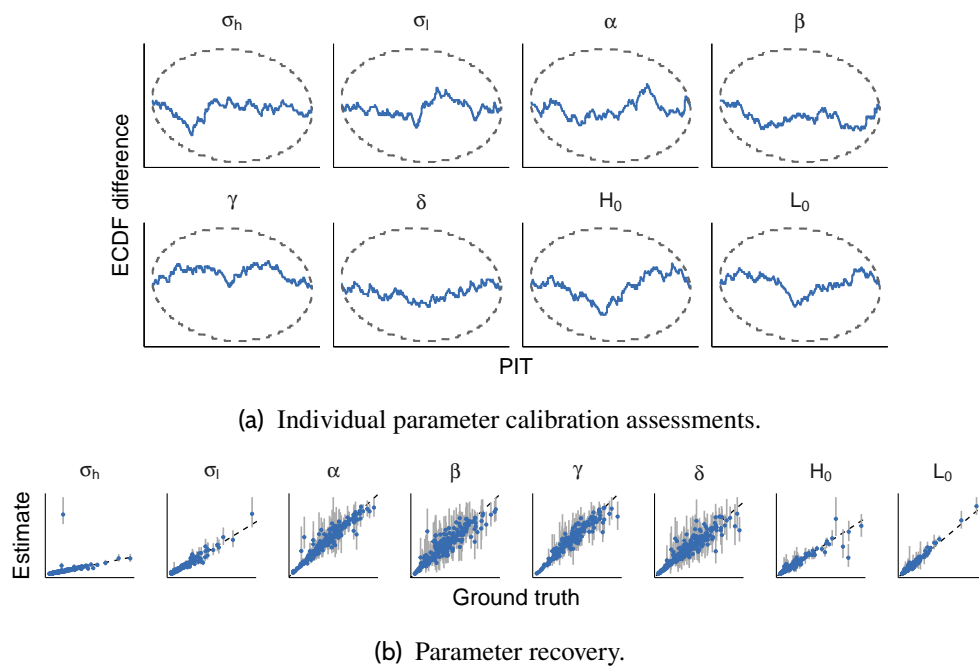 σh σl α β
γ δ H0 L0
ECDF difference
PIT
(a) Individual parameter calibration assessments.
σh σl α β γ δ H0 L0
Estimate
Ground truth
(b) Parameter recovery.